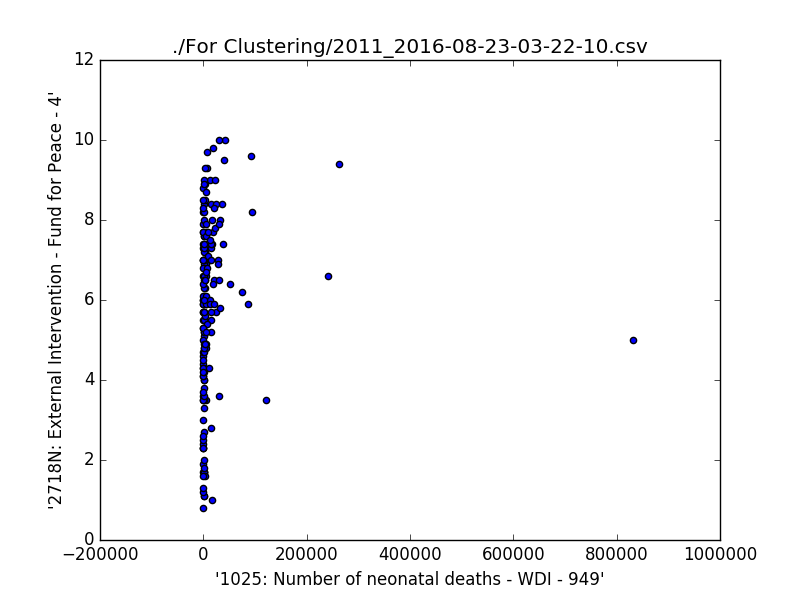 ./For Clustering/2011_2016-08-23-03-22-10.csv
12
10
8
6
4
2
0
'2718N: External Intervention - Fund for Peace - 4'
−200000 0 200000 400000 600000 800000 1000000
'1025: Number of neonatal deaths - WDI - 949'